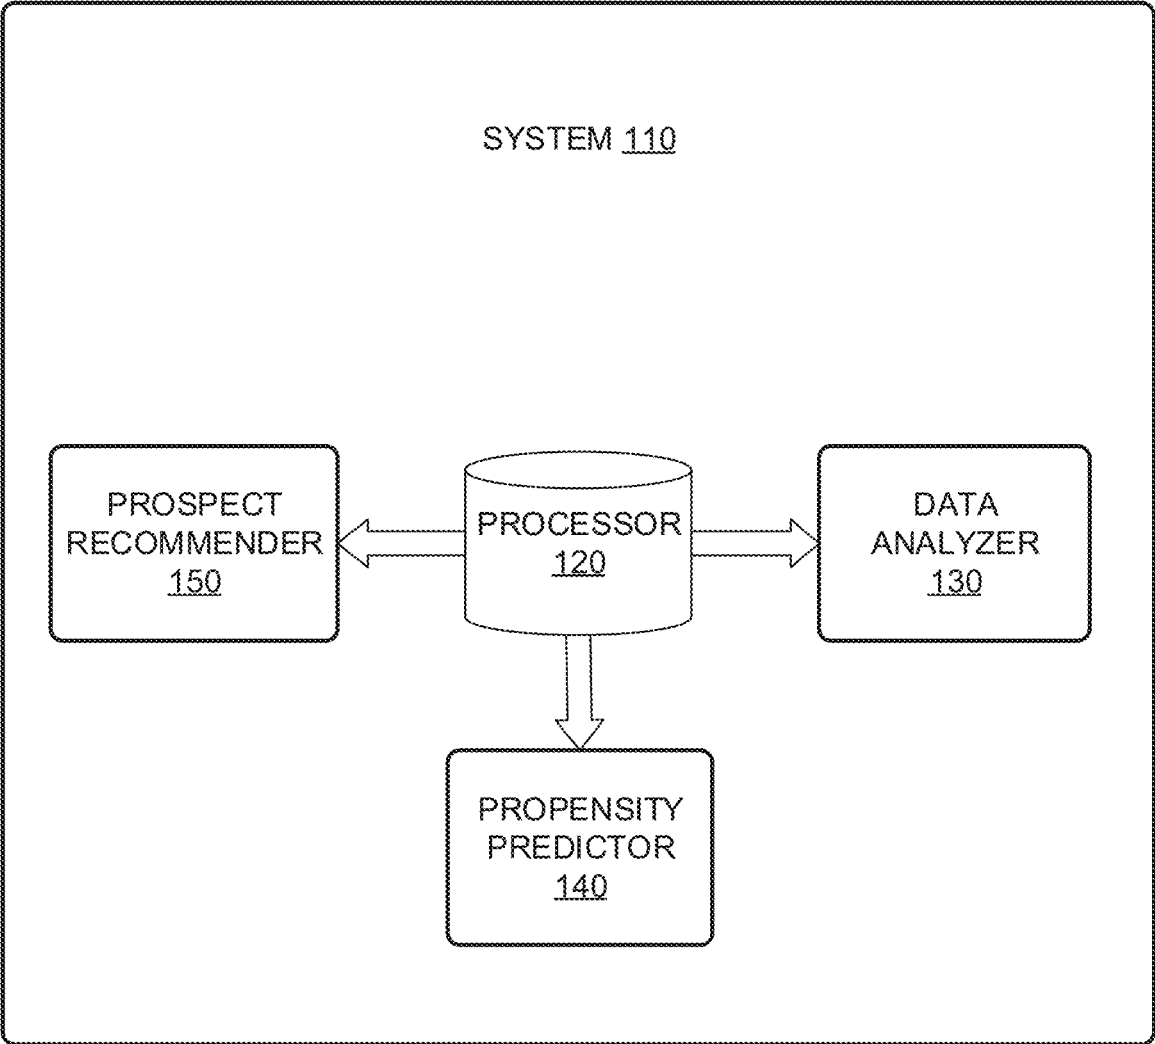 SYSTEM 110
PROSPECT
RECOMMENDER
150
PROCESSOR
120
DATA
ANALYZER
130
PROPENSITY
PREDICTOR
140